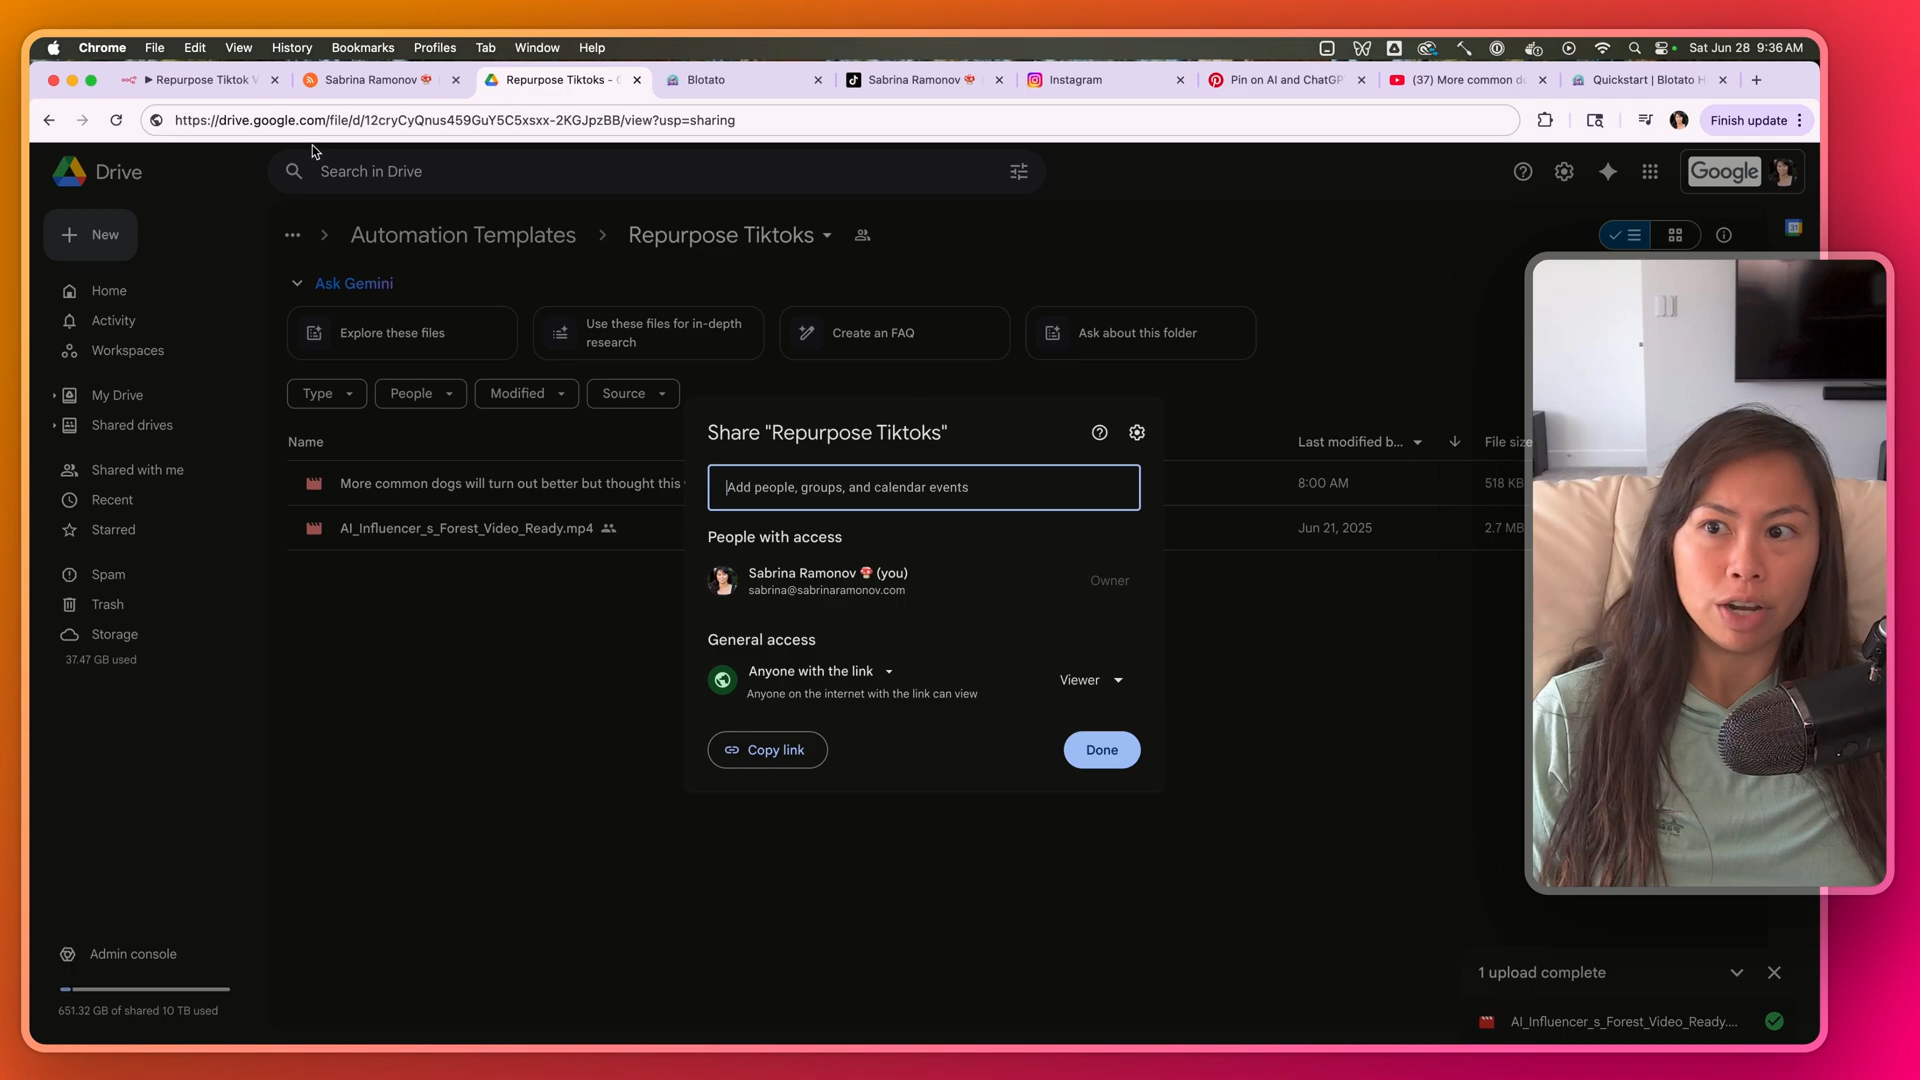 Chrome File Edit View History Bookmarks Profiles Tab Window Help
Sat Jun 28 9:36 AM
Repurpose Tiktok V
Sabrina Ramonov
Repurpose Tiktoks -
Blotato
Sabrina Ramonov
Instagram
Pin on AI and ChatGP
(37) More common do
Quickstart | Blotato H
https://drive.google.com/file/d/12cryCyQnus459GuY5C5xsxx-2KGJpzBB/view?usp=sharing
Finish update
Drive
Search in Drive
Google
New
Automation Templates
Repurpose Tiktoks
31
Ask Gemini
Home
Activity
Workspaces
My Drive
Shared drives
Shared with me
Recent
Starred
Spam
Trash
Storage
37.47 GB used
Explore these files
Use these files for in-depth
research
Create an FAQ
Ask about this folder
Type People Modified Source
Name
Last modified b...
File size
More common dogs will turn out better but thought this
8:00 AM
518 KB
AI_Influencer_s_Forest_Video_Ready.mp4
Jun 21, 2025
2.7 MB
Share "Repurpose Tiktoks"
Add people, groups, and calendar events
People with access
Sabrina Ramonov 🍄 (you)
sabrina@sabrinaramonov.com
Owner
General access
Anyone with the link
Anyone on the internet with the link can view
Viewer
Copy link
Done
Admin console
651.32 GB of shared 10 TB used
1 upload complete
AI_Influencer_s_Forest_Video_Ready....